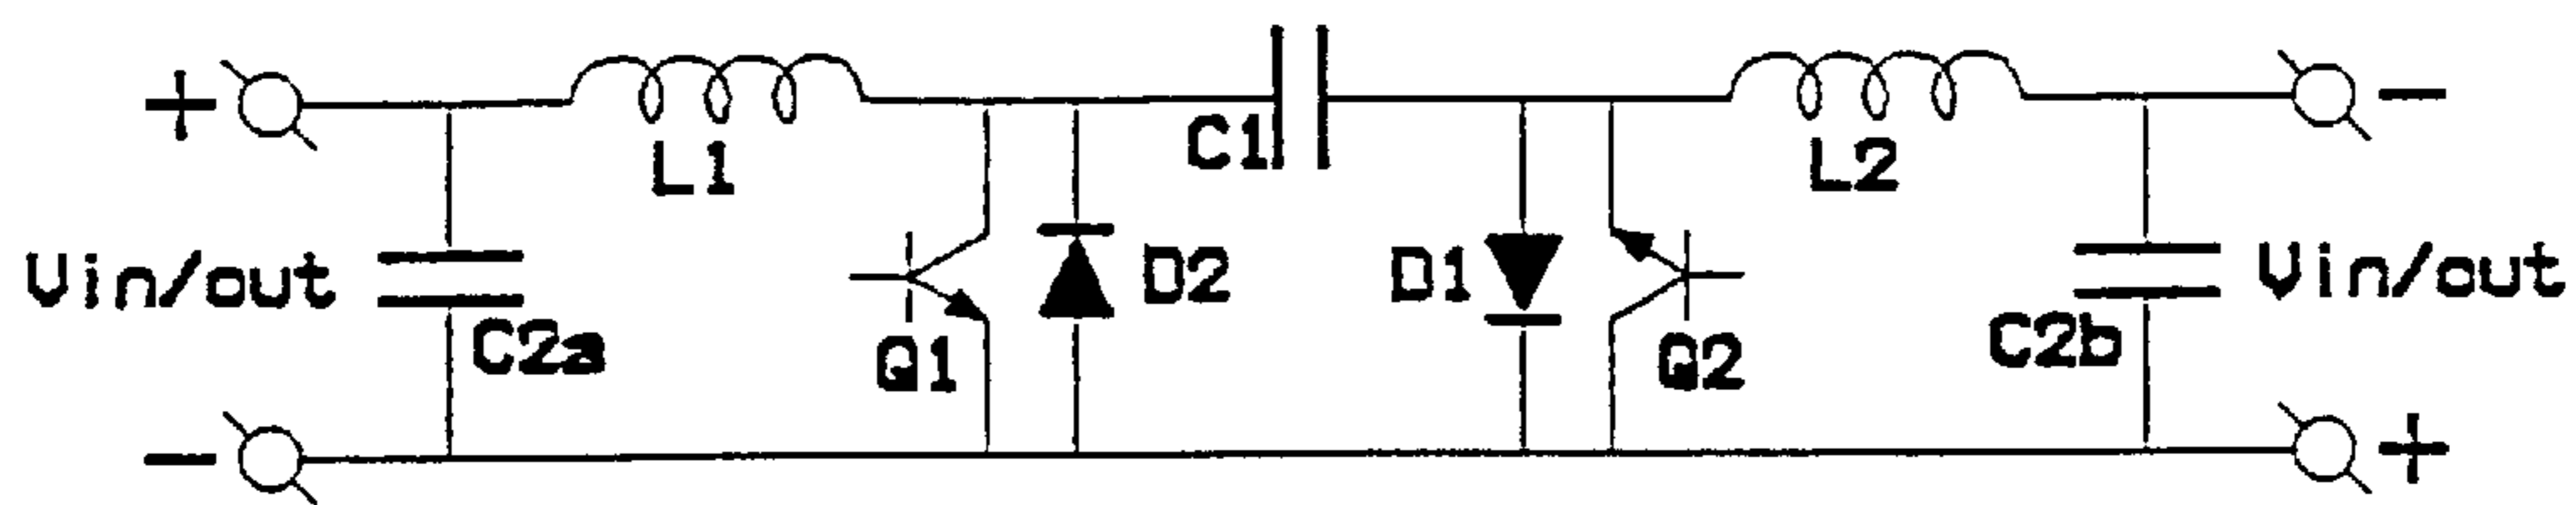 + L1 C1 L2 -
Vin/out C2a Q1 D2 D1 Q2 C2b Vin/out
- +